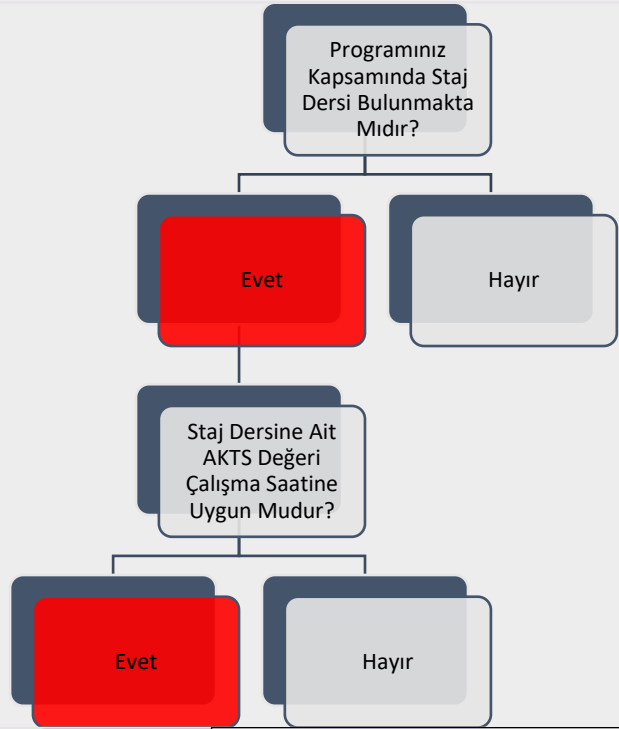 Programınız
Kapsamında Staj
Dersi Bulunmakta
Mıdır?
Evet
Hayır
Staj Dersine Ait
AKTS Değeri
Çalışma Saatine
Uygun Mudur?
Evet
Hayır